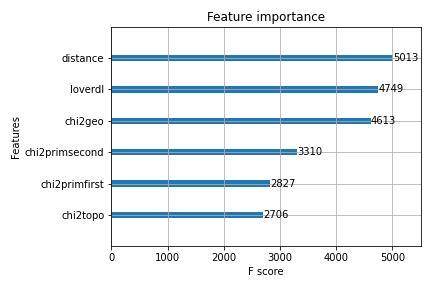 Feature importance
Features
distance 5013
loverdl 4749
chi2geo 4613
chi2primsecond 3310
chi2primfirst 2827
chi2topo 2706
0 1000 2000 3000 4000 5000
F score